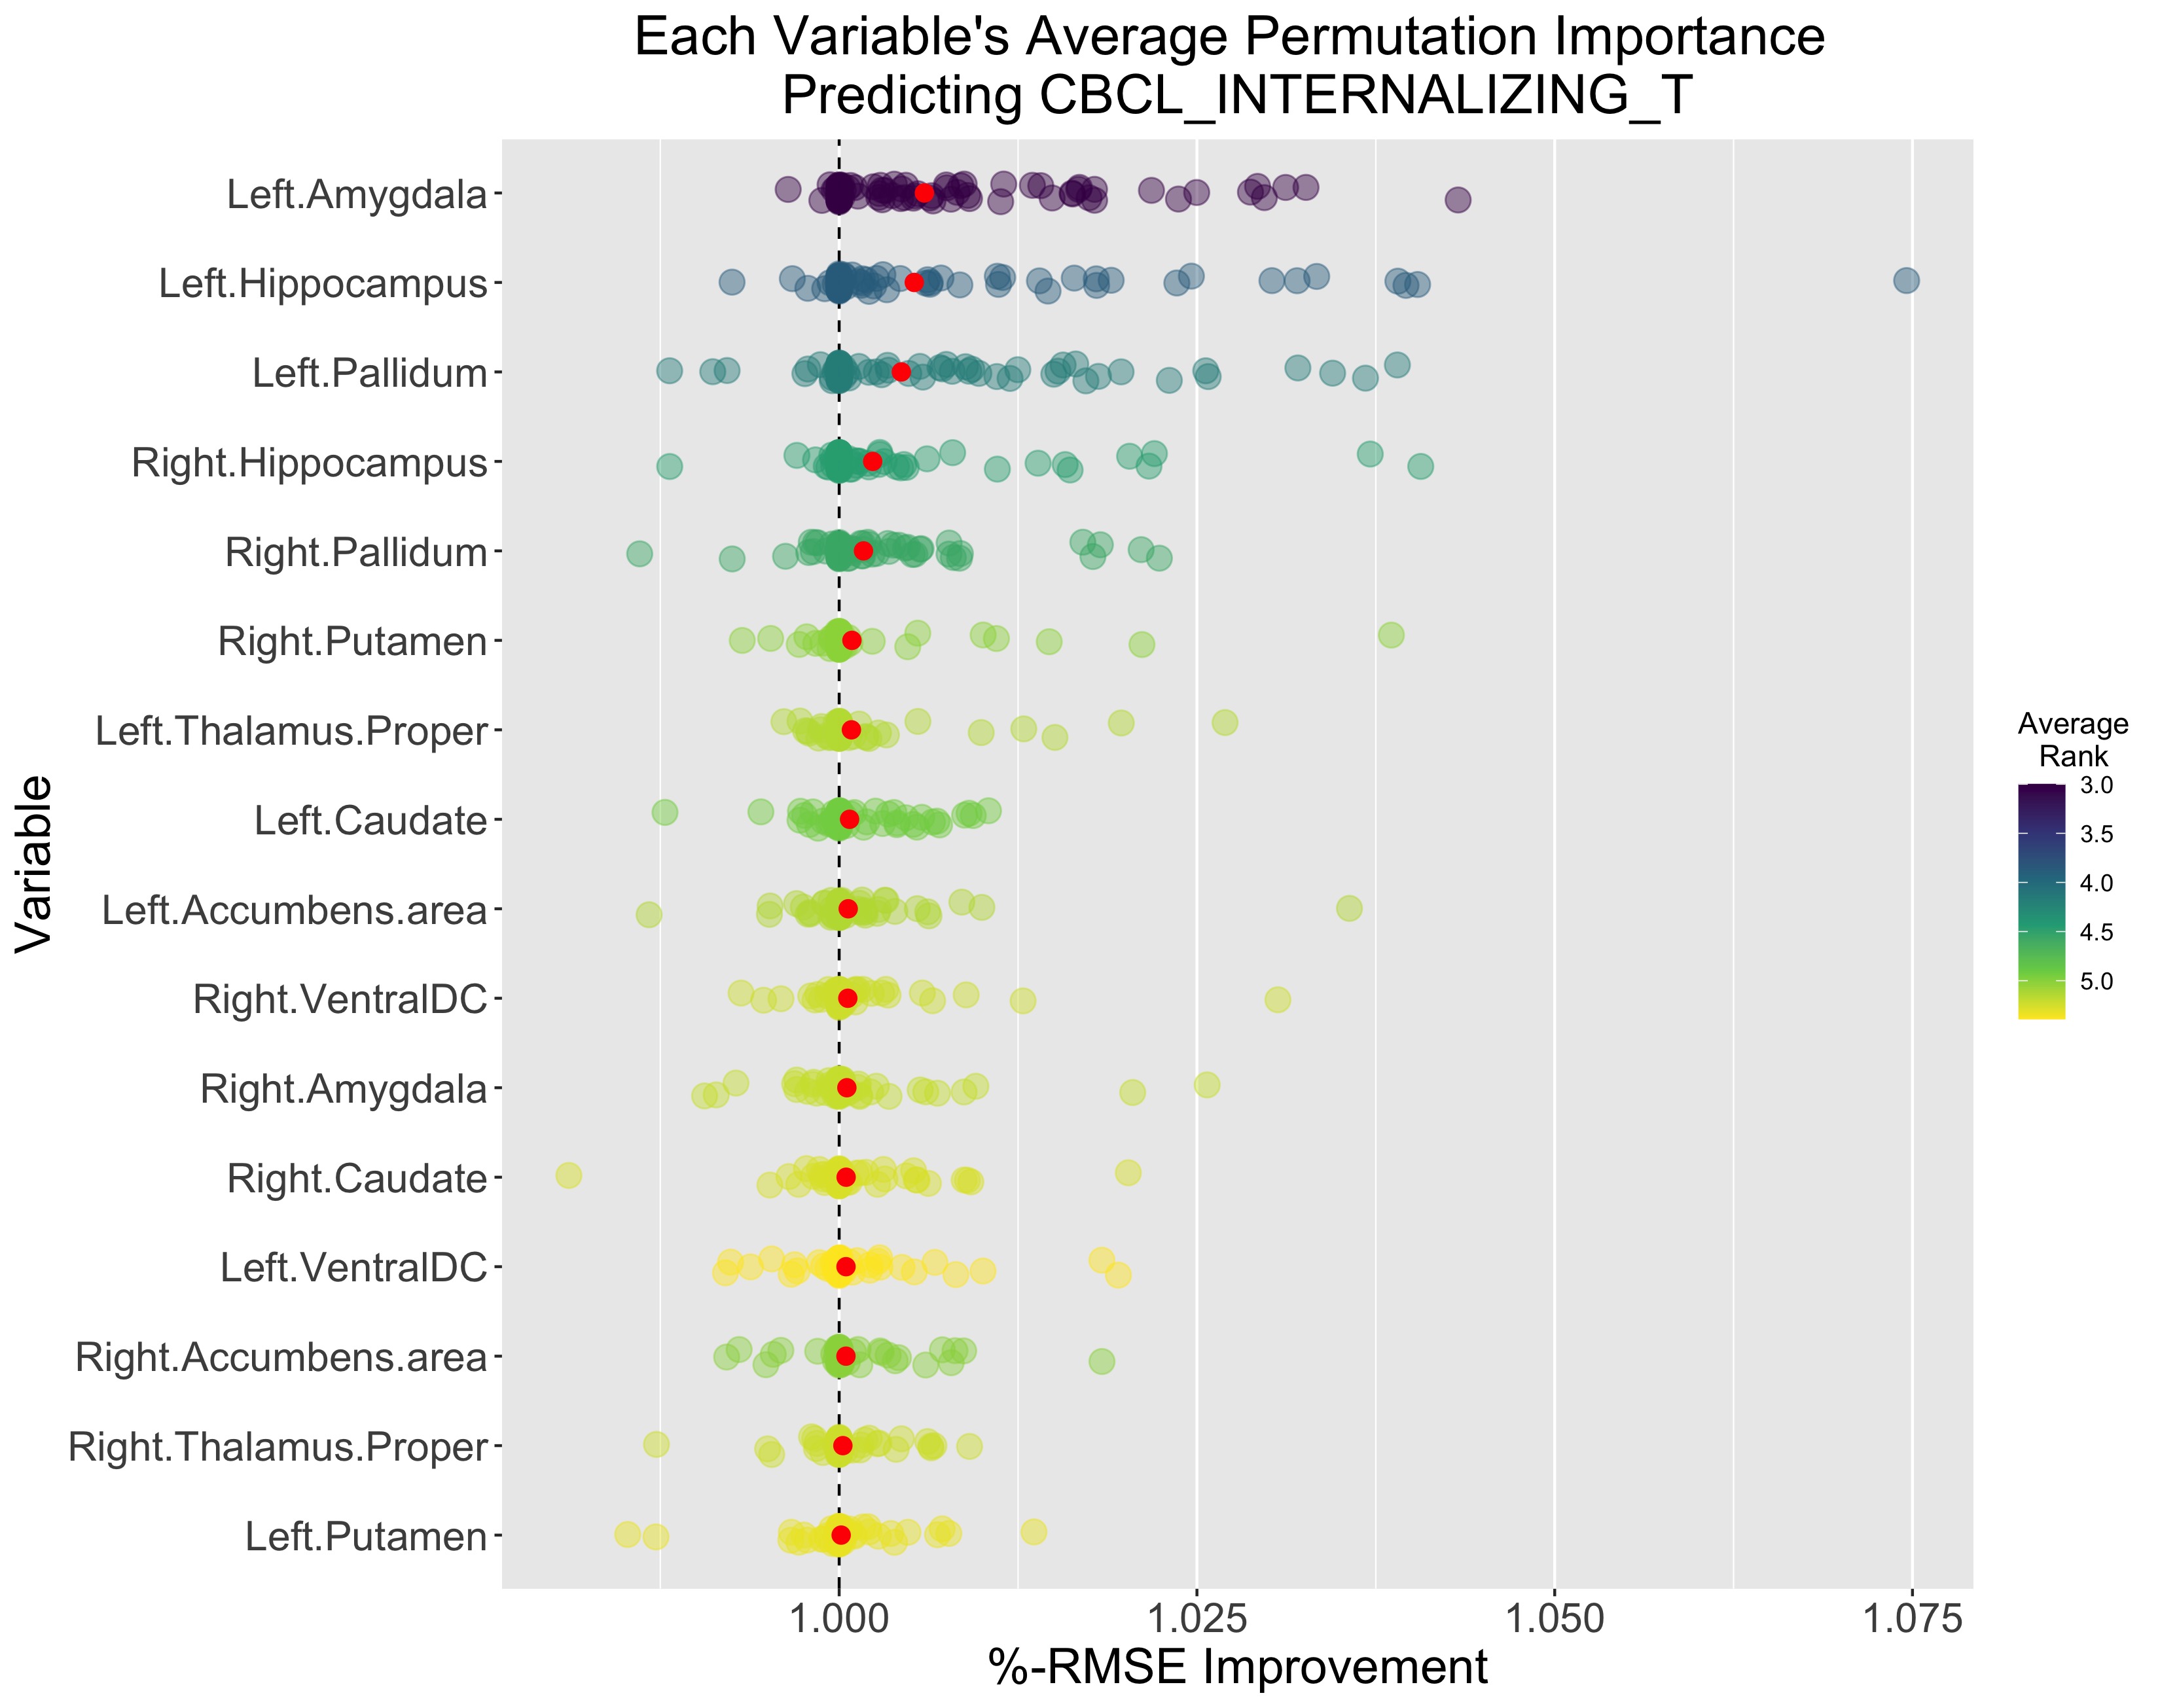 Each Variable's Average Permutation Importance
Predicting CBCL_INTERNALIZING_T
Variable
Left.Amygdala
Left.Hippocampus
Left.Pallidum
Right.Hippocampus
Right.Pallidum
Right.Putamen
Left.Thalamus.Proper
Left.Caudate
Left.Accumbens.area
Right.VentralDC
Right.Amygdala
Right.Caudate
Left.VentralDC
Right.Accumbens.area
Right.Thalamus.Proper
Left.Putamen
1.000 1.025 1.050 1.075
%-RMSE Improvement
Average
Rank
3.0
3.5
4.0
4.5
5.0